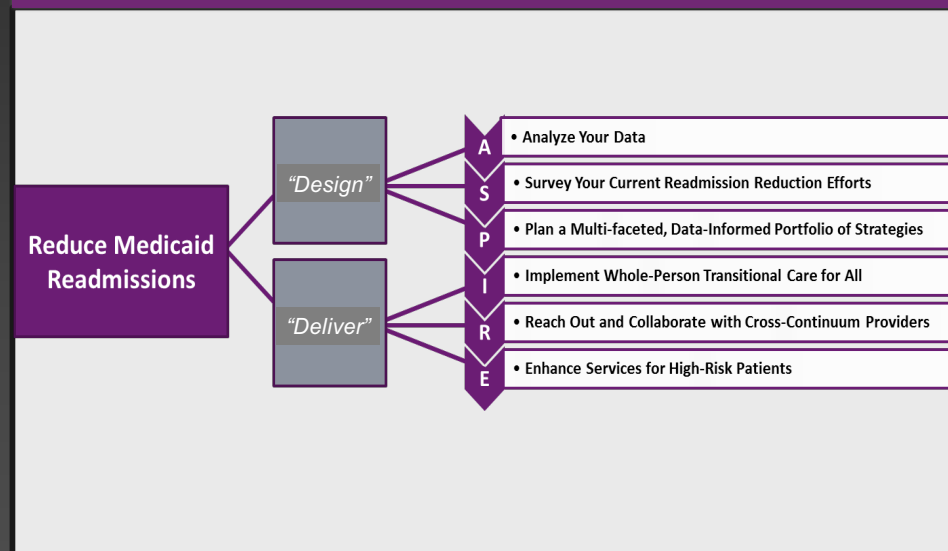 Reduce Medicaid
Readmissions
“Design”
“Deliver”
A
• Analyze Your Data
S
• Survey Your Current Readmission Reduction Efforts
P
• Plan a Multi-faceted, Data-Informed Portfolio of Strategies
I
• Implement Whole-Person Transitional Care for All
R
• Reach Out and Collaborate with Cross-Continuum Providers
E
• Enhance Services for High-Risk Patients